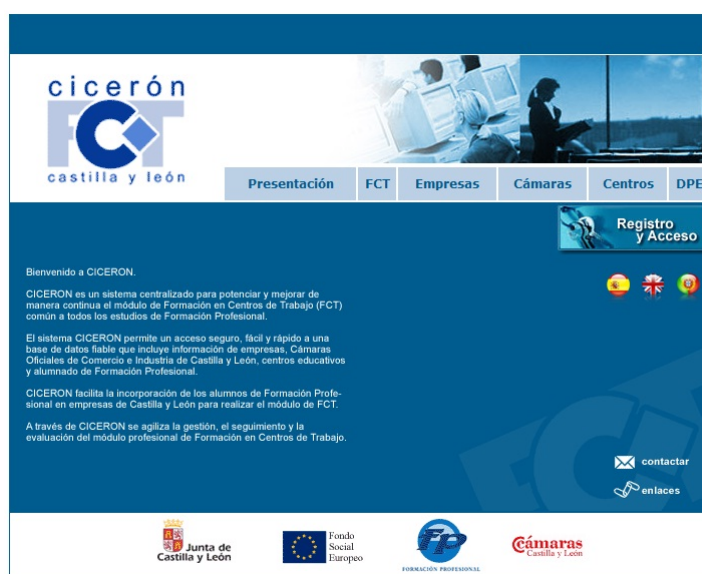 cicerón
FCT
castilla y león
Presentación
FCT
Empresas
Cámaras
Centros
DPE
Registro
y Acceso
Bienvenido a CICERON.
CICERON es un sistema centralizado para potenciar y mejorar de
manera continua el módulo de Formación en Centros de Trabajo (FCT)
común a todos los estudios de Formación Profesional.
El sistema CICERON permite un acceso seguro, fácil y rápido a una
base de datos fiable que incluye información de empresas, Cámaras
Oficiales de Comercio e Industria de Castilla y León, centros educativos
y alumnado de Formación Profesional.
CICERON facilita la incorporación de los alumnos de Formación Profe-
sional en empresas de Castilla y León para realizar el módulo de FCT.
A través de CICERON se agiliza la gestión, el seguimiento y la
evaluación del módulo profesional de Formación en Centros de Trabajo.
FCT
contactar
enlaces
Junta de
Castilla y León
Fondo
Social
Europeo
Fp
FORMACIÓN PROFESIONAL
Cámaras
Castilla y León